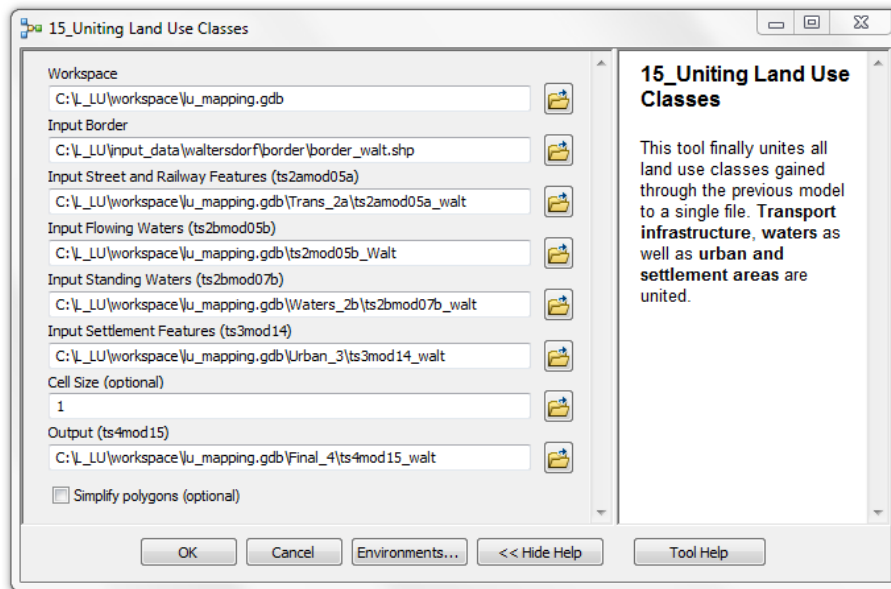 15_Uniting Land Use Classes
Workspace
C:\L_LU\workspace\lu_mapping.gdb
Input Border
C:\L_LU\input_data\waltersdorf\border\border_walt.shp
Input Street and Railway Features (ts2amod05a)
C:\L_LU\workspace\lu_mapping.gdb\Trans_2a\ts2amod05a_walt
Input Flowing Waters (ts2bmod05b)
C:\L_LU\workspace\lu_mapping.gdb\ts2mod05b_Walt
Input Standing Waters (ts2bmod07b)
C:\L_LU\workspace\lu_mapping.gdb\Waters_2b\ts2bmod07b_walt
Input Settlement Features (ts3mod14)
C:\L_LU\workspace\lu_mapping.gdb\Urban_3\ts3mod14_walt
Cell Size (optional)
1
Output (ts4mod15)
C:\L_LU\workspace\lu_mapping.gdb\Final_4\ts4mod15_walt
Simplify polygons (optional)
15_Uniting Land Use
Classes
This tool finally unites all
land use classes gained
through the previous model
to a single file. Transport
infrastructure, waters as
well as urban and
settlement areas are
united.
OK
Cancel
Environments...
<< Hide Help
Tool Help